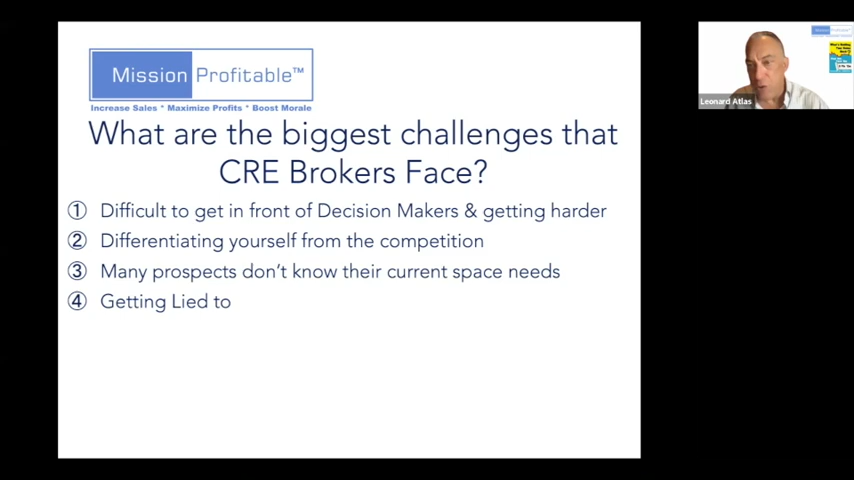 Mission Profitable™
Increase Sales * Maximize Profits * Boost Morale
What are the biggest challenges that
CRE Brokers Face?
① Difficult to get in front of Decision Makers & getting harder
② Differentiating yourself from the competition
③ Many prospects don't know their current space needs
④ Getting Lied to
Mission Profitable
Leonard Atlas